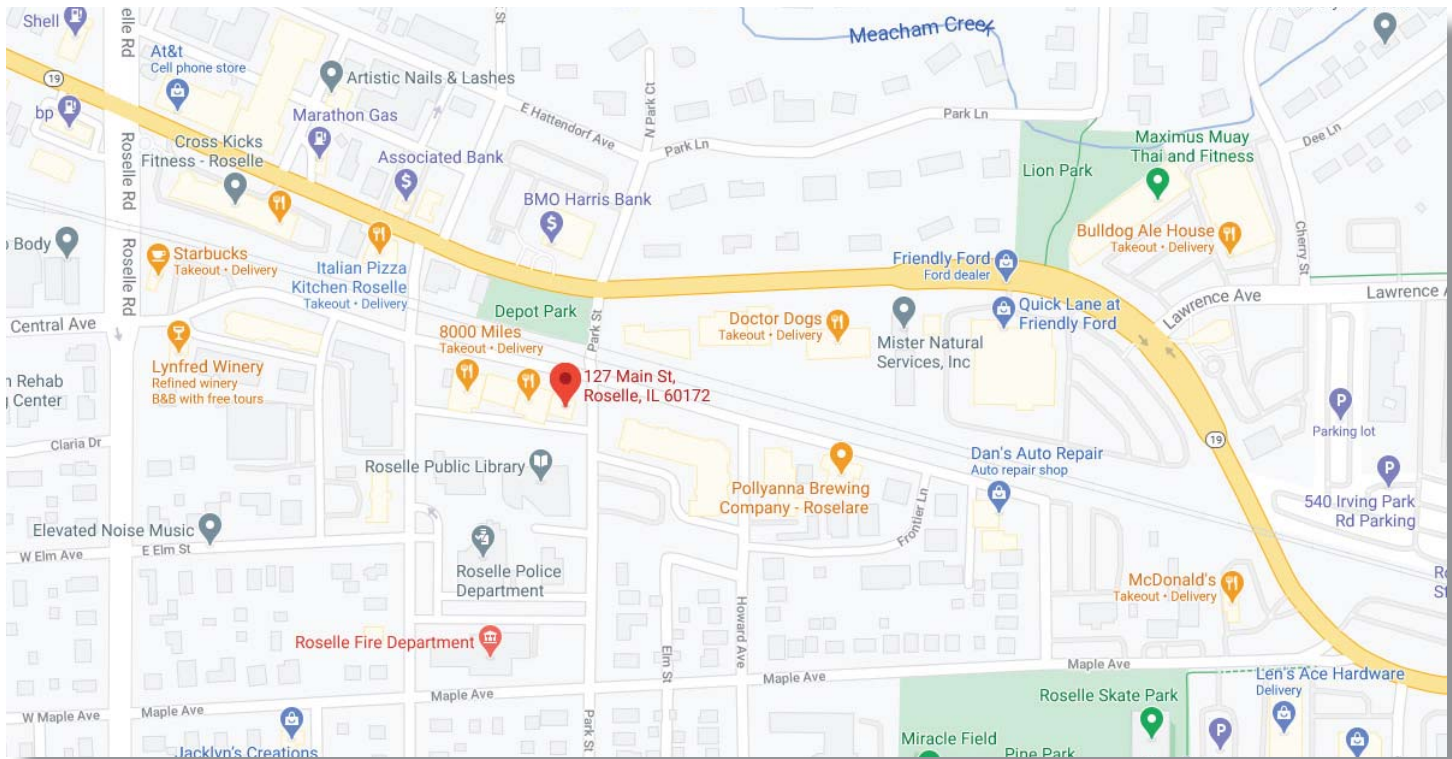 Shell
elle Rd
St
Meacham Creek
At&t
Cell phone store
19
Artistic Nails & Lashes
bp
Marathon Gas
E Hattendorf Ave
N Park Ct
Park Ln
Park Ln
Dee Ln
Roselle Rd
Cross Kicks
Fitness - Roselle
Associated Bank
Maximus Muay
Thai and Fitness
Lion Park
BMO Harris Bank
Body
Starbucks
Takeout • Delivery
Roselle Rd
Italian Pizza
Kitchen Roselle
Takeout • Delivery
Bulldog Ale House
Takeout • Delivery
Cherry St
Friendly Ford
Ford dealer
Lawrence Ave
Lawrence A
Central Ave
Depot Park
Park St
Doctor Dogs
Takeout • Delivery
Quick Lane at
Friendly Ford
Mister Natural
Services, Inc
8000 Miles
Takeout • Delivery
Lynfred Winery
Refined winery
B&B with free tours
n Rehab
g Center
127 Main St,
Roselle, IL 60172
P
Parking lot
Claria Dr
19
Roselle Public Library
Dan's Auto Repair
Auto repair shop
P
540 Irving Park
Rd Parking
Pollyanna Brewing
Company - Roselare
Frontier Ln
Elevated Noise Music
W Elm Ave
E Elm St
Roselle Police
Department
McDonald's
Takeout • Delivery
Ro
St
Howard Ave
Roselle Fire Department
Elm St
Maple Ave
Maple Ave
Maple Ave
Maple Ave
W Maple Ave
Len's Ace Hardware
Delivery
Roselle Skate Park
P
Park St
Jacklyn's Creations
Miracle Field
Pine Park